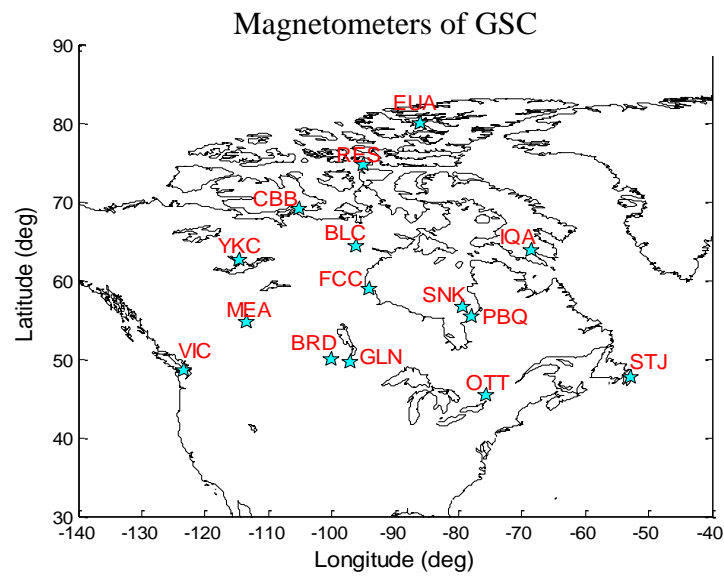 Magnetometers of GSC
90
80
70
60
50
40
30
Latitude (deg)
EUA
RES
CBB
BLC
YKC
IQA
FCC
SNK
PBQ
MEA
VIC
BRD
GLN
OTT
STJ
-140 -130 -120 -110 -100 -90 -80 -70 -60 -50 -40
Longitude (deg)